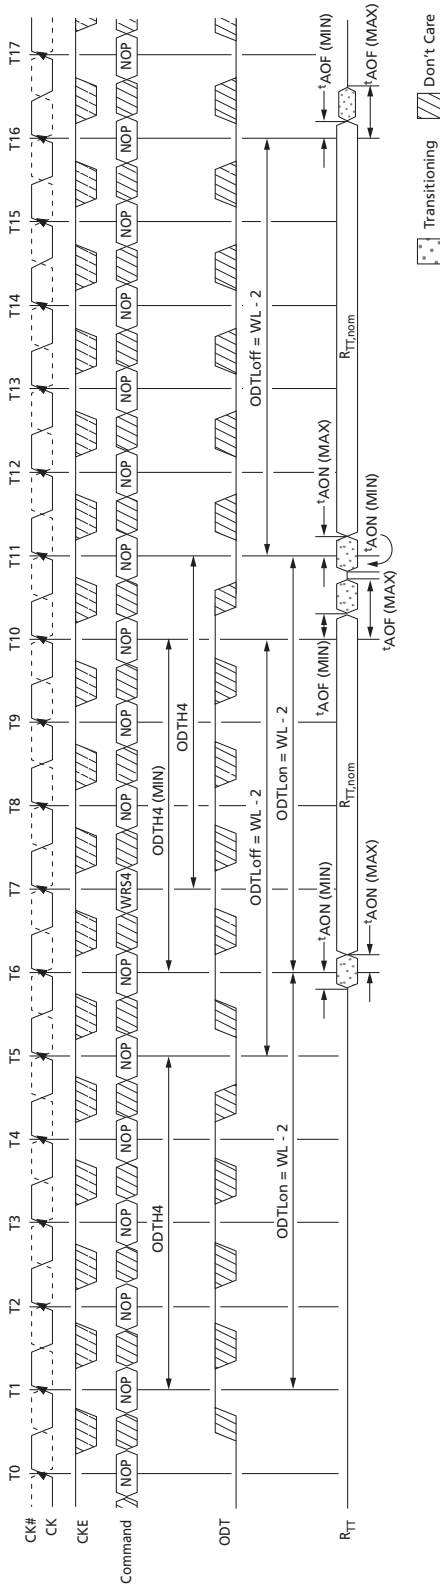 T0 T1 T2 T3 T4 T5 T6 T7 T8 T9 T10 T11 T12 T13 T14 T15 T16 T17
CK#
CK
CKE
Command
NOP NOP NOP NOP NOP NOP NOP WRS4 NOP NOP NOP NOP NOP NOP NOP NOP NOP NOP
ODTH4
ODTH4 (MIN)
ODTH4
ODT
ODTLoff = WL - 2
ODTLoff = WL - 2
ODTLon = WL - 2
ODTLon = WL - 2
tAON (MIN)
tAOF (MIN)
tAON (MAX)
tAOF (MIN)
RTT
RTT,nom
RTT,nom
tAON (MAX)
tAOF (MAX)
tAON (MIN)
tAOF (MAX)
Transitioning
Don't Care